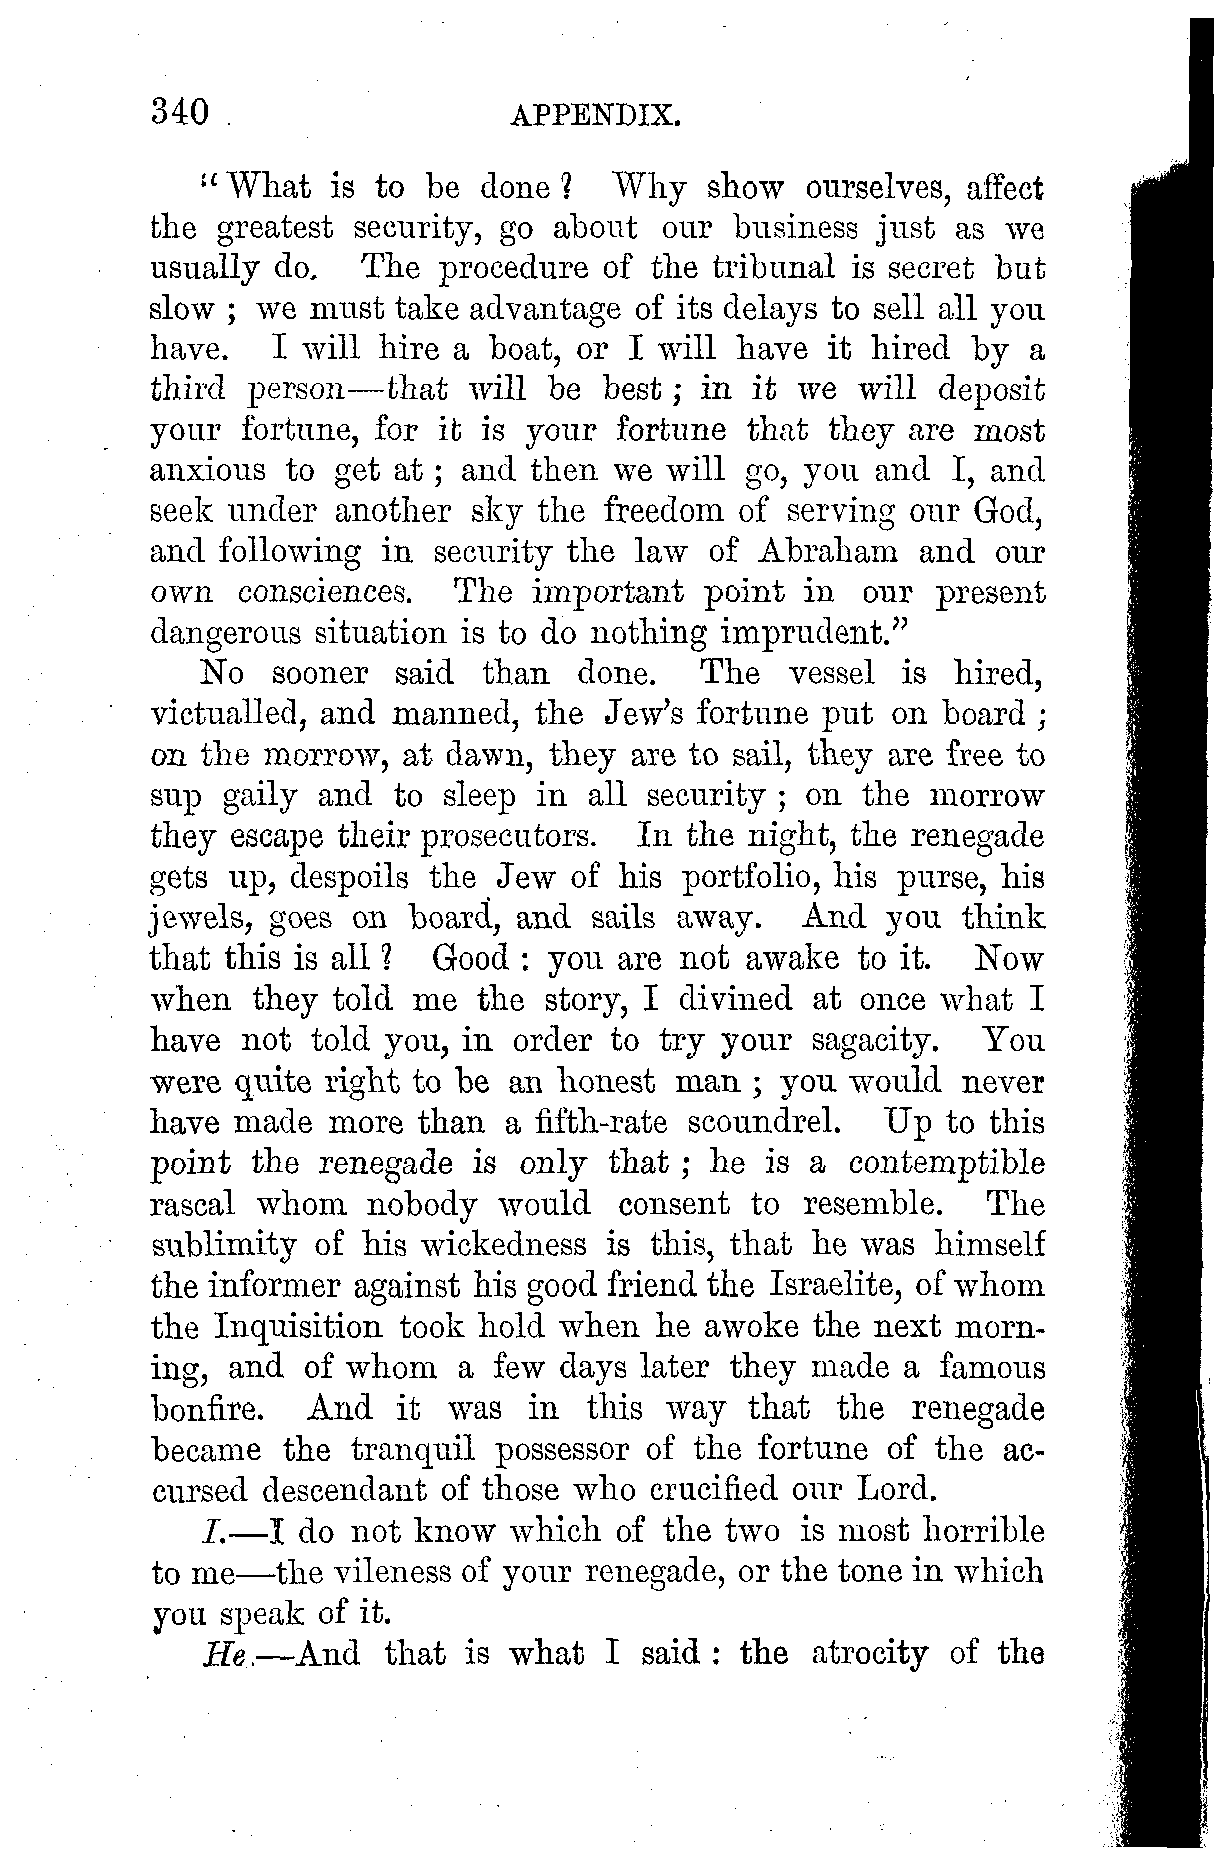 340 APPENDIX.
"What is to be done? Why show ourselves, affect
the greatest security, go about our business just as we
usually do. The procedure of the tribunal is secret but
slow; we must take advantage of its delays to sell all you
have. I will hire a boat, or I will have it hired by a
third person—that will be best; in it we will deposit
your fortune, for it is your fortune that they are most
anxious to get at; and then we will go, you and I, and
seek under another sky the freedom of serving our God,
and following in security the law of Abraham and our
own consciences. The important point in our present
dangerous situation is to do nothing imprudent."
No sooner said than done. The vessel is hired,
victualled, and manned, the Jew's fortune put on board;
on the morrow, at dawn, they are to sail, they are free to
sup gaily and to sleep in all security; on the morrow
they escape their prosecutors. In the night, the renegade
gets up, despoils the Jew of his portfolio, his purse, his
jewels, goes on board, and sails away. And you think
that this is all? Good: you are not awake to it. Now
when they told me the story, I divined at once what I
have not told you, in order to try your sagacity. You
were quite right to be an honest man; you would never
have made more than a fifth-rate scoundrel. Up to this
point the renegade is only that; he is a contemptible
rascal whom nobody would consent to resemble. The
sublimity of his wickedness is this, that he was himself
the informer against his good friend the Israelite, of whom
the Inquisition took hold when he awoke the next morn-
ing, and of whom a few days later they made a famous
bonfire. And it was in this way that the renegade
became the tranquil possessor of the fortune of the ac-
cursed descendant of those who crucified our Lord.
I.—I do not know which of the two is most horrible
to me—the vileness of your renegade, or the tone in which
you speak of it.
He.—And that is what I said: the atrocity of the